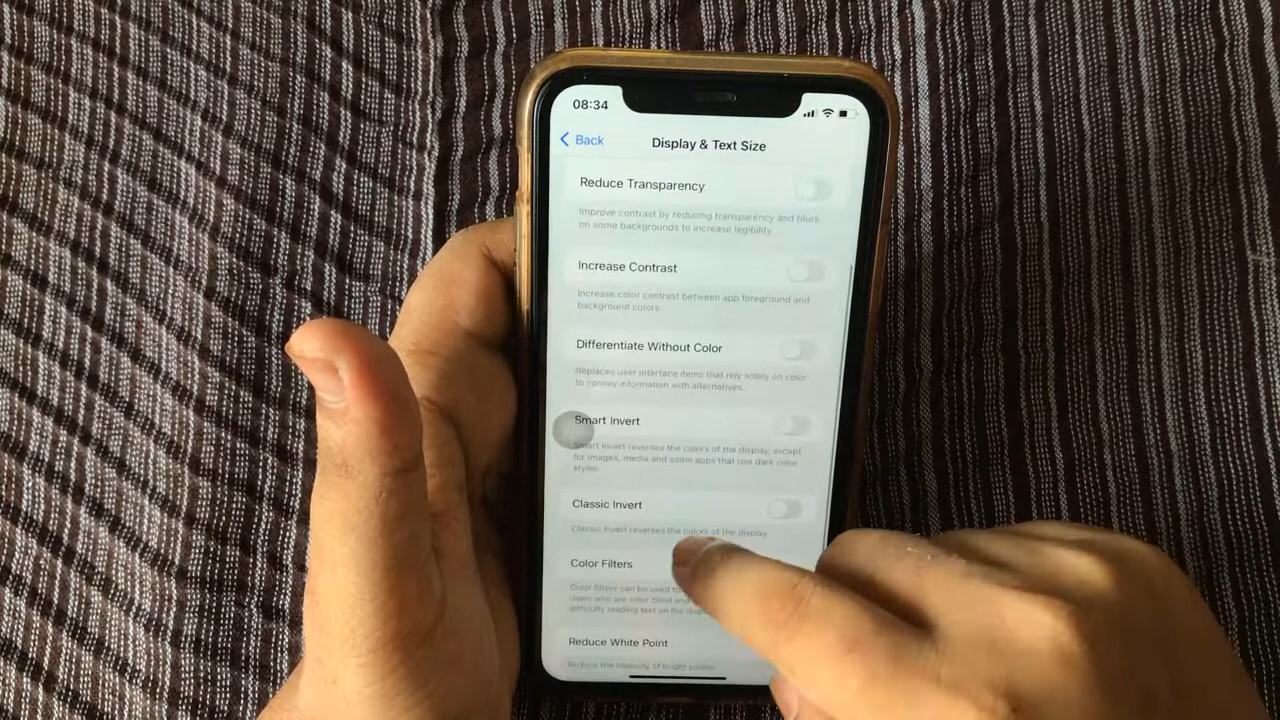 08:34
Back
Display & Text Size
Reduce Transparency
Improve contrast by reducing transparency and blurs
on some backgrounds to increase legibility.
Increase Contrast
Increase color contrast between app foreground and
background colors.
Differentiate Without Color
Replaces user interface items that rely solely on color
to convey information with alternatives.
Smart Invert
Smart Invert reverses the colors of the display, except
for images, media and some apps that use dark color
styles.
Classic Invert
Classic Invert reverses the colors of the display.
Color Filters
Color filters can be used to
users who are color blind and
difficulty reading text on the
Reduce White Point
Reduce the intensity of bright colors.